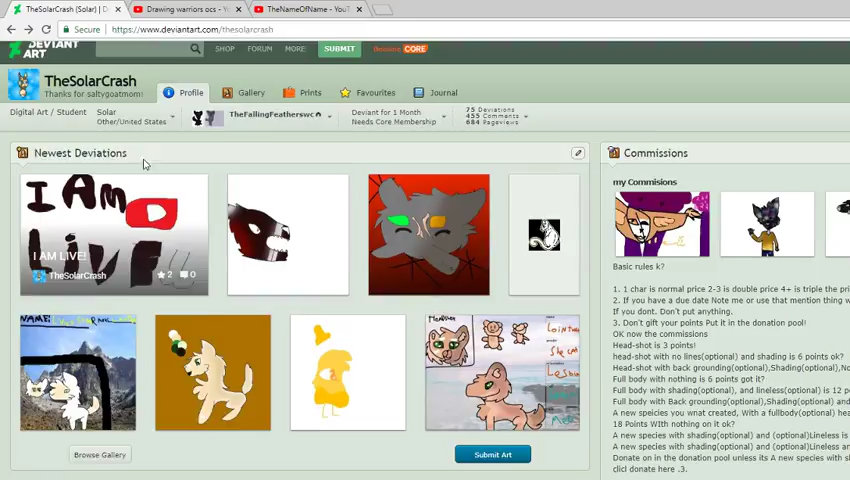 TheSolarCrash (Solar) | D
Drawing warriors ocs - Yo
TheNameOfName - YouT
Secure
https://www.deviantart.com/thesolarcrash
DEVIANT
ART
SHOP
FORUM
MORE
SUBMIT
Become CORE
TheSolarCrash
Thanks for saltygoatmom
Profile
Gallery
Prints
Favourites
Journal
Digital Art / Student
Solar
Other/United States
TheFallingFeatherswc
Deviant for 1 Month
Needs Core Membership
75 Deviations
455 Comments
684 Pageviews
Newest Deviations
Commissions
I AM
LIVE
I AM LIVE!
TheSolarCrash
2
0
my Commisions
Basic rules k?
1. 1 char is normal price 2-3 is double price 4+ is triple the pri
2. If you have a due date Note me or use that mention thing w
If you dont. Don't put anything.
3. Don't gift your points Put it in the donation pool!
OK now the commissions
Head-shot is 3 points!
head-shot with no lines(optional) and shading is 6 points ok?
Head-shot with back grounding(optional),Shading(optional),No
Full body with nothing is 6 points got it?
Full body with(optional) and shading, and lineless(optional) is 12 p
Full body with Back grounding(optional),Shading(optional) and
A new speicies you wnat created, With a fullbody(optional) hea
18 Points WIth nothing on it ok?
A new species with shading(optional) and (optional)Lineless is
A new species with shading(optional) and (optional)Lineless an
Donate on in the donation pool unless its A new species with sh
clicl donate here .3.
NAME:
Headshot
She cat
Browse Gallery
Submit Art